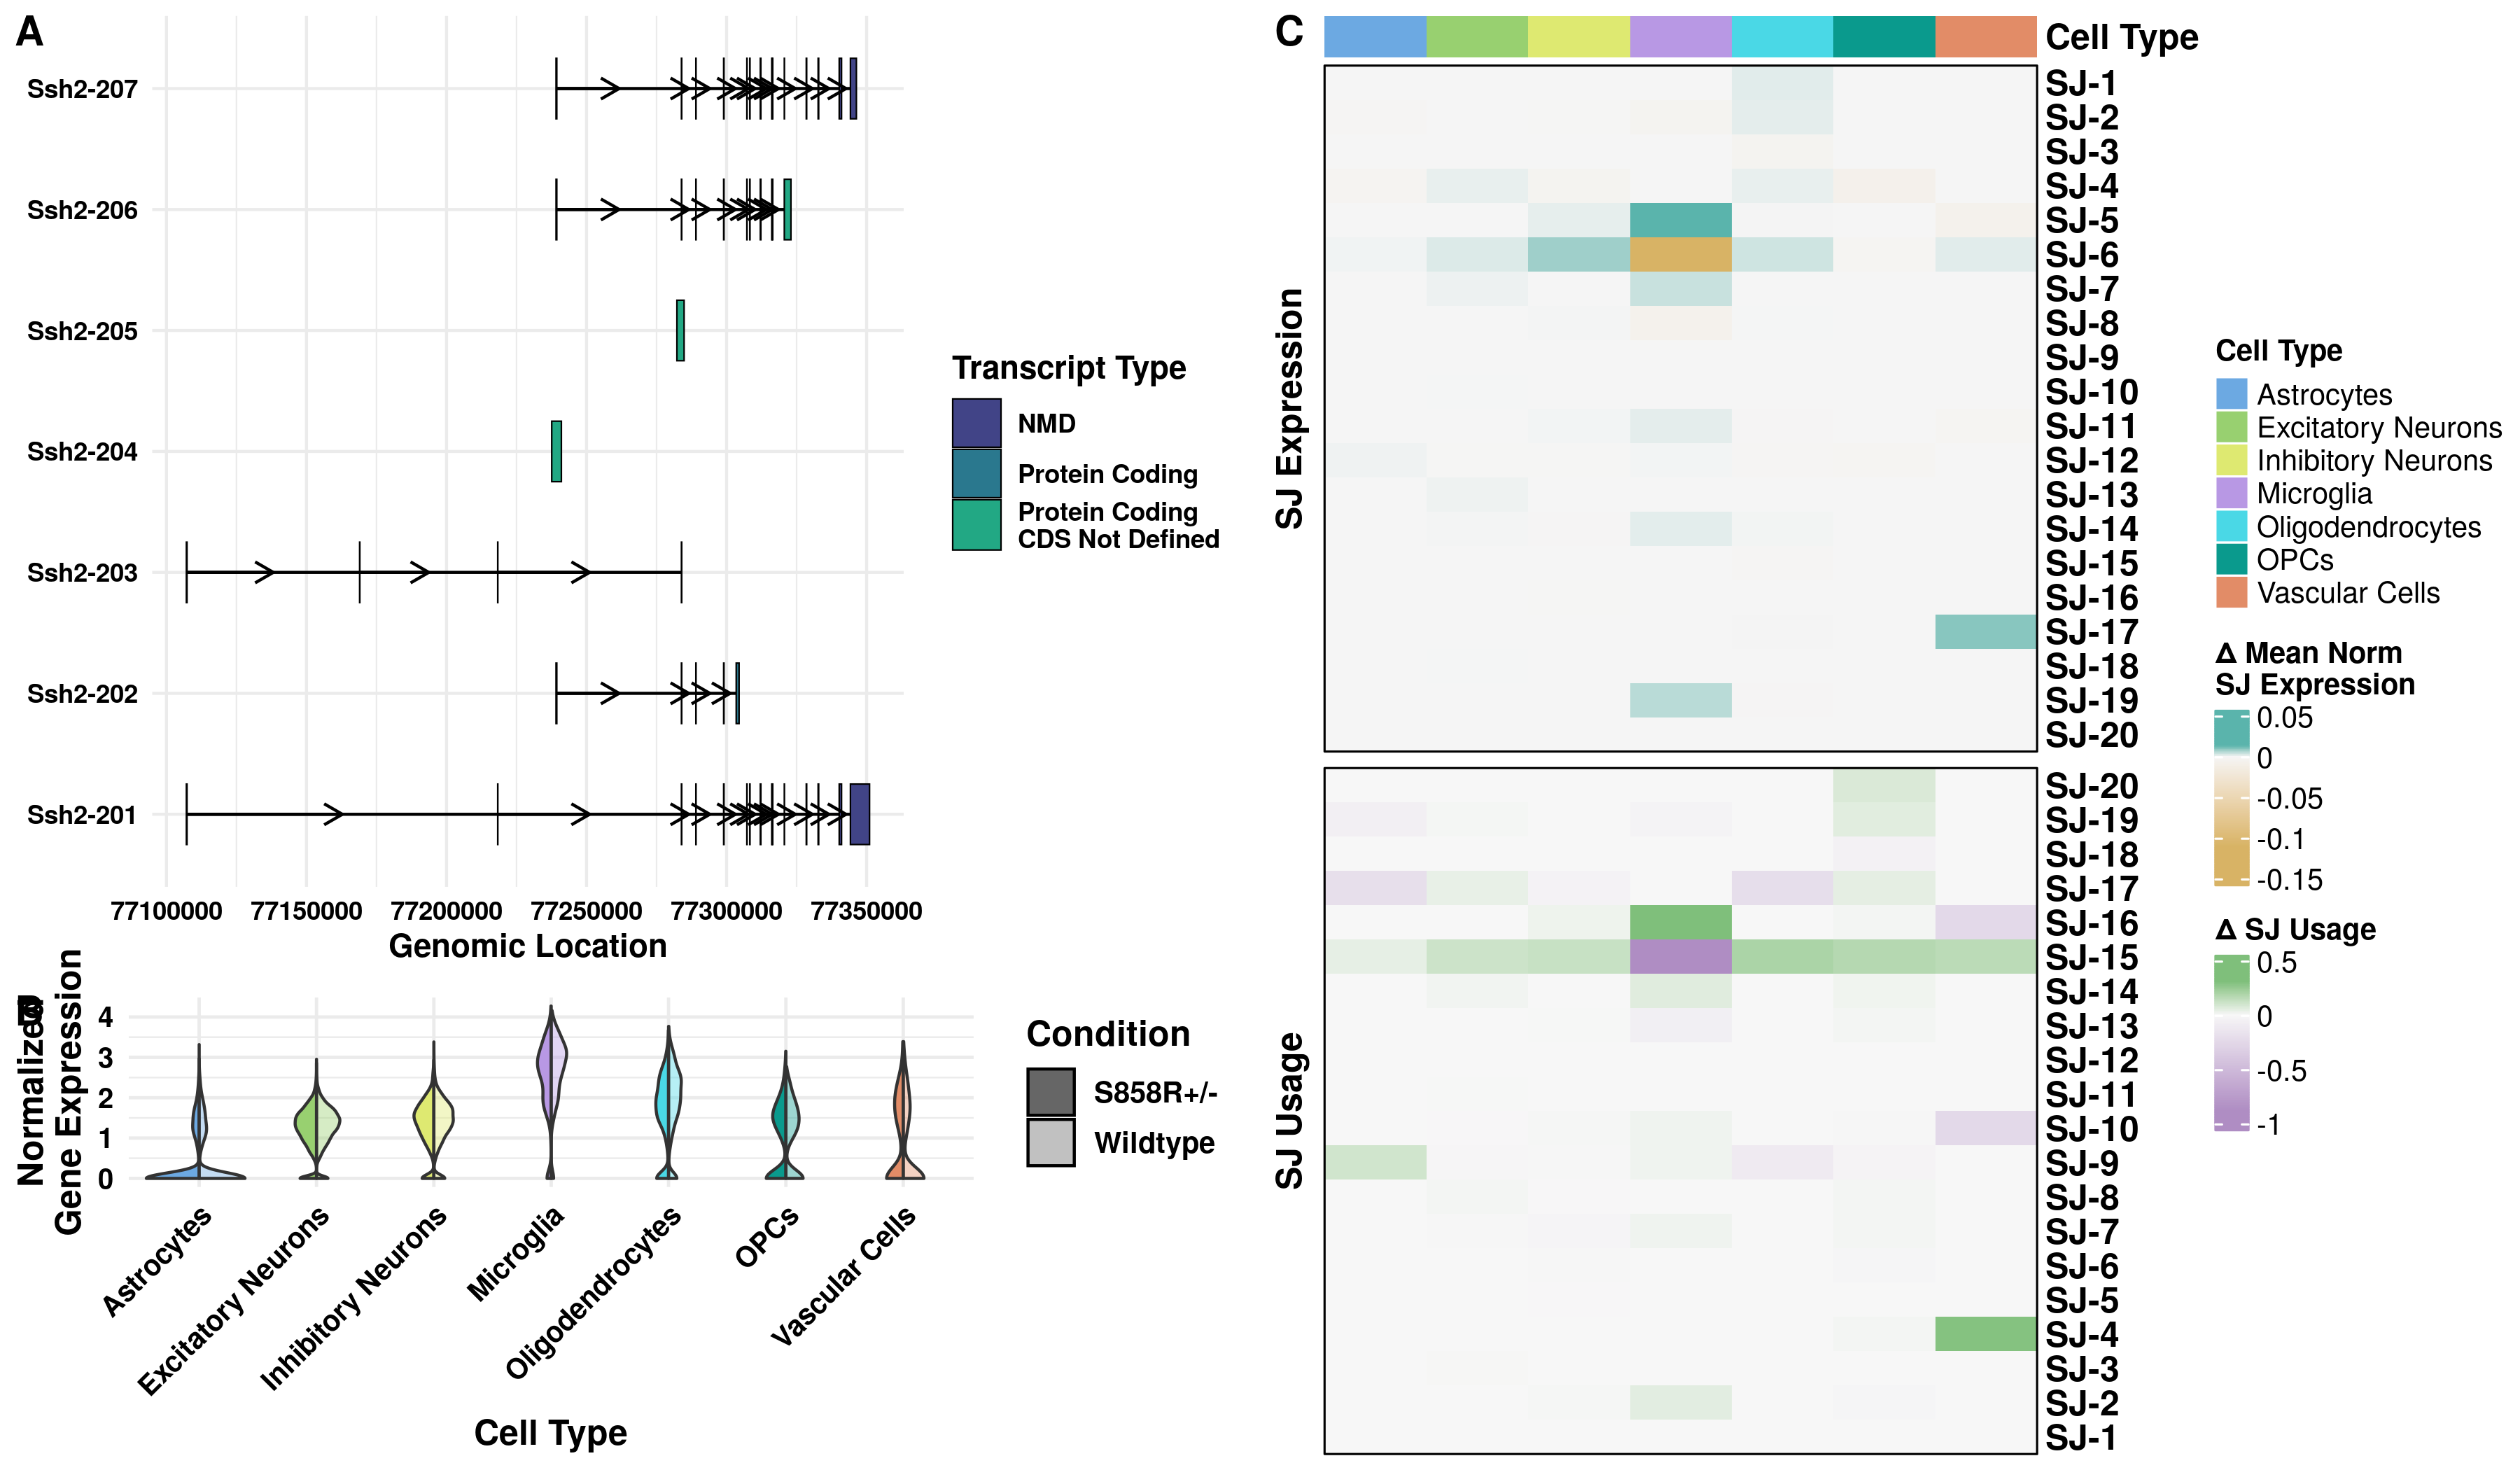 A
Ssh2-207
Ssh2-206
Ssh2-205
Ssh2-204
Ssh2-203
Ssh2-202
Ssh2-201
77100000 77150000 77200000 77250000 77300000 77350000
Genomic Location
Transcript Type
NMD
Protein Coding
Protein Coding
CDS Not Defined
Normalized
Gene Expression
4
3
2
1
0
Astrocytes
Excitatory Neurons
Inhibitory Neurons
Microglia
Oligodendrocytes
OPCs
Vascular Cells
Cell Type
Condition
S858R+/-
Wildtype
C
Cell Type
SJ Expression
SJ-1
SJ-2
SJ-3
SJ-4
SJ-5
SJ-6
SJ-7
SJ-8
SJ-9
SJ-10
SJ-11
SJ-12
SJ-13
SJ-14
SJ-15
SJ-16
SJ-17
SJ-18
SJ-19
SJ-20
SJ Usage
SJ-20
SJ-19
SJ-18
SJ-17
SJ-16
SJ-15
SJ-14
SJ-13
SJ-12
SJ-11
SJ-10
SJ-9
SJ-8
SJ-7
SJ-6
SJ-5
SJ-4
SJ-3
SJ-2
SJ-1
Cell Type
Astrocytes
Excitatory Neurons
Inhibitory Neurons
Microglia
Oligodendrocytes
OPCs
Vascular Cells
Δ Mean Norm
SJ Expression
0.05
0
-0.05
-0.1
-0.15
Δ SJ Usage
0.5
0
-0.5
-1